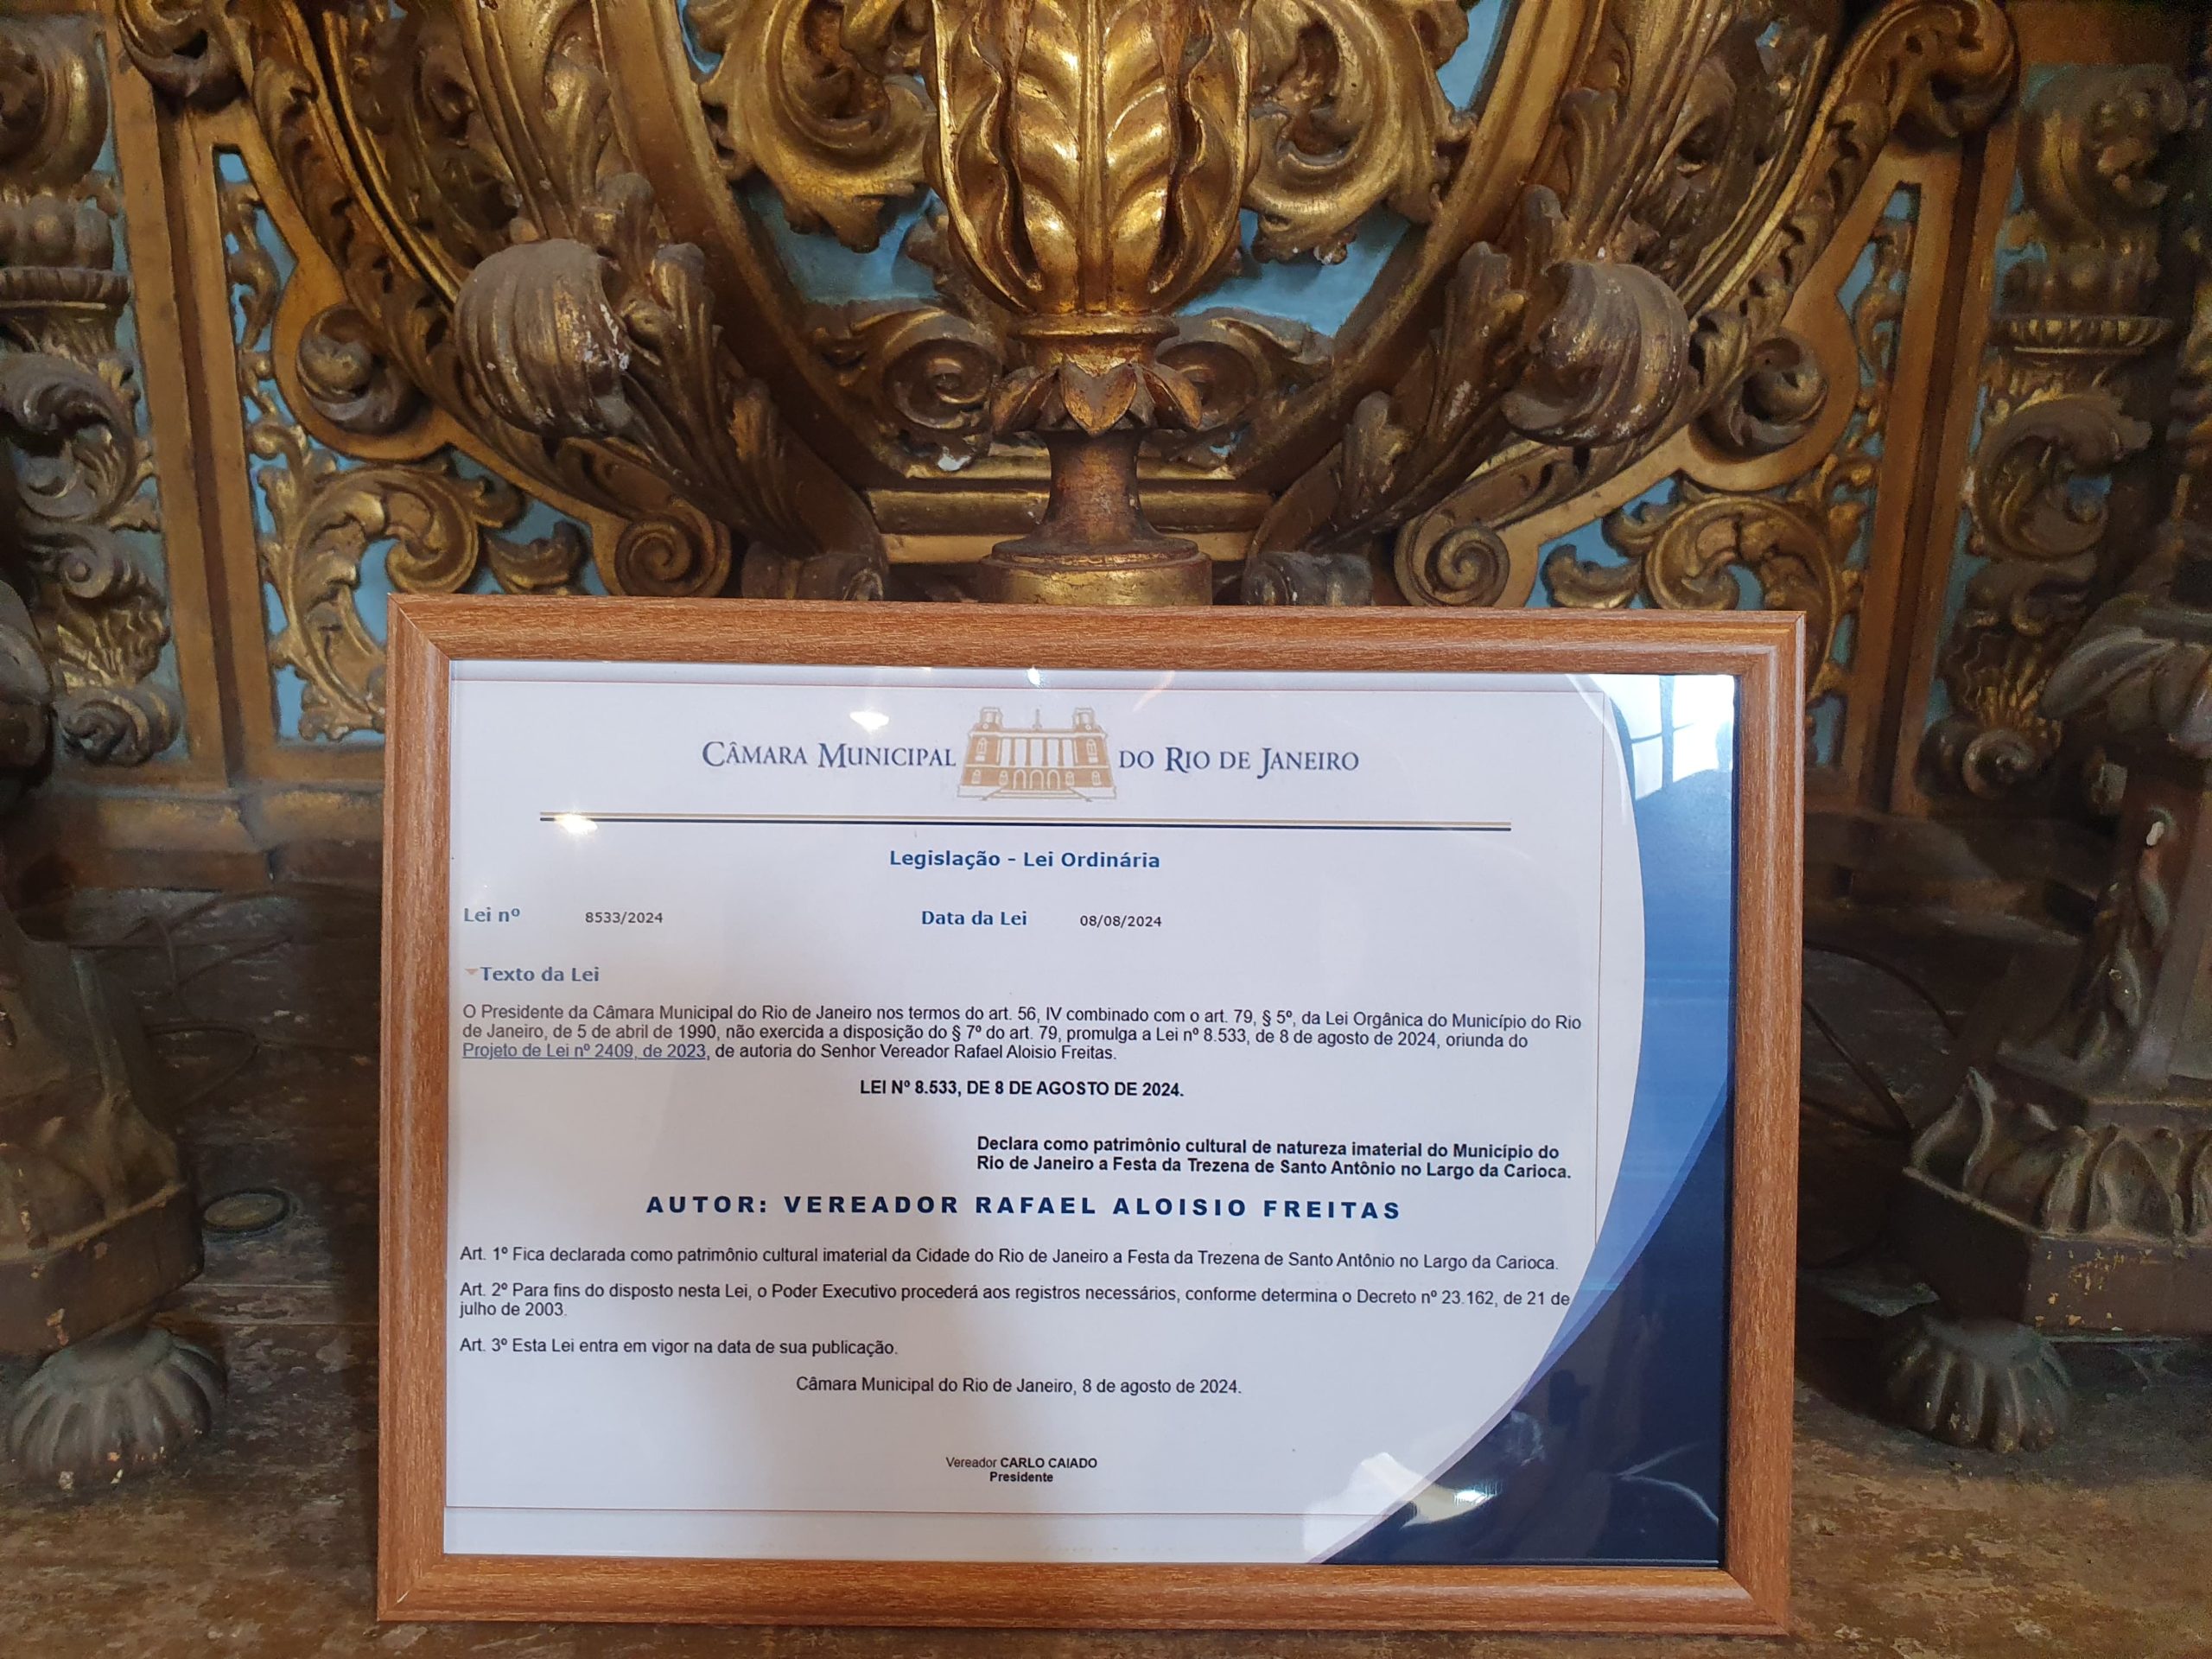 CÂMARA MUNICIPAL DO RIO DE JANEIRO
Legislação - Lei Ordinária
Lei nº 8533/2024 Data da Lei 08/08/2024
Texto da Lei
O Presidente da Câmara Municipal do Rio de Janeiro nos termos do art. 56, IV combinado com o art. 79, § 5º, da Lei Orgânica do Município do Rio
de Janeiro, de 5 de abril de 1990, não exercida a disposição do § 7º do art. 79, promulga a Lei nº 8.533, de 8 de agosto de 2024, oriunda do
Projeto de Lei nº 2409, de 2023, de autoria do Senhor Vereador Rafael Aloisio Freitas.
LEI Nº 8.533, DE 8 DE AGOSTO DE 2024.
Declara como patrimônio cultural de natureza imaterial do Município do
Rio de Janeiro a Festa da Trezena de Santo Antônio no Largo da Carioca.
AUTOR: VEREADOR RAFAEL ALOISIO FREITAS
Art. 1º Fica declarada como patrimônio cultural imaterial da Cidade do Rio de Janeiro a Festa da Trezena de Santo Antônio no Largo da Carioca.
Art. 2º Para fins do disposto nesta Lei, o Poder Executivo procederá aos registros necessários, conforme determina o Decreto nº 23.162, de 21 de
julho de 2003.
Art. 3º Esta Lei entra em vigor na data de sua publicação.
Câmara Municipal do Rio de Janeiro, 8 de agosto de 2024.
Vereador CARLO CAIADO
Presidente